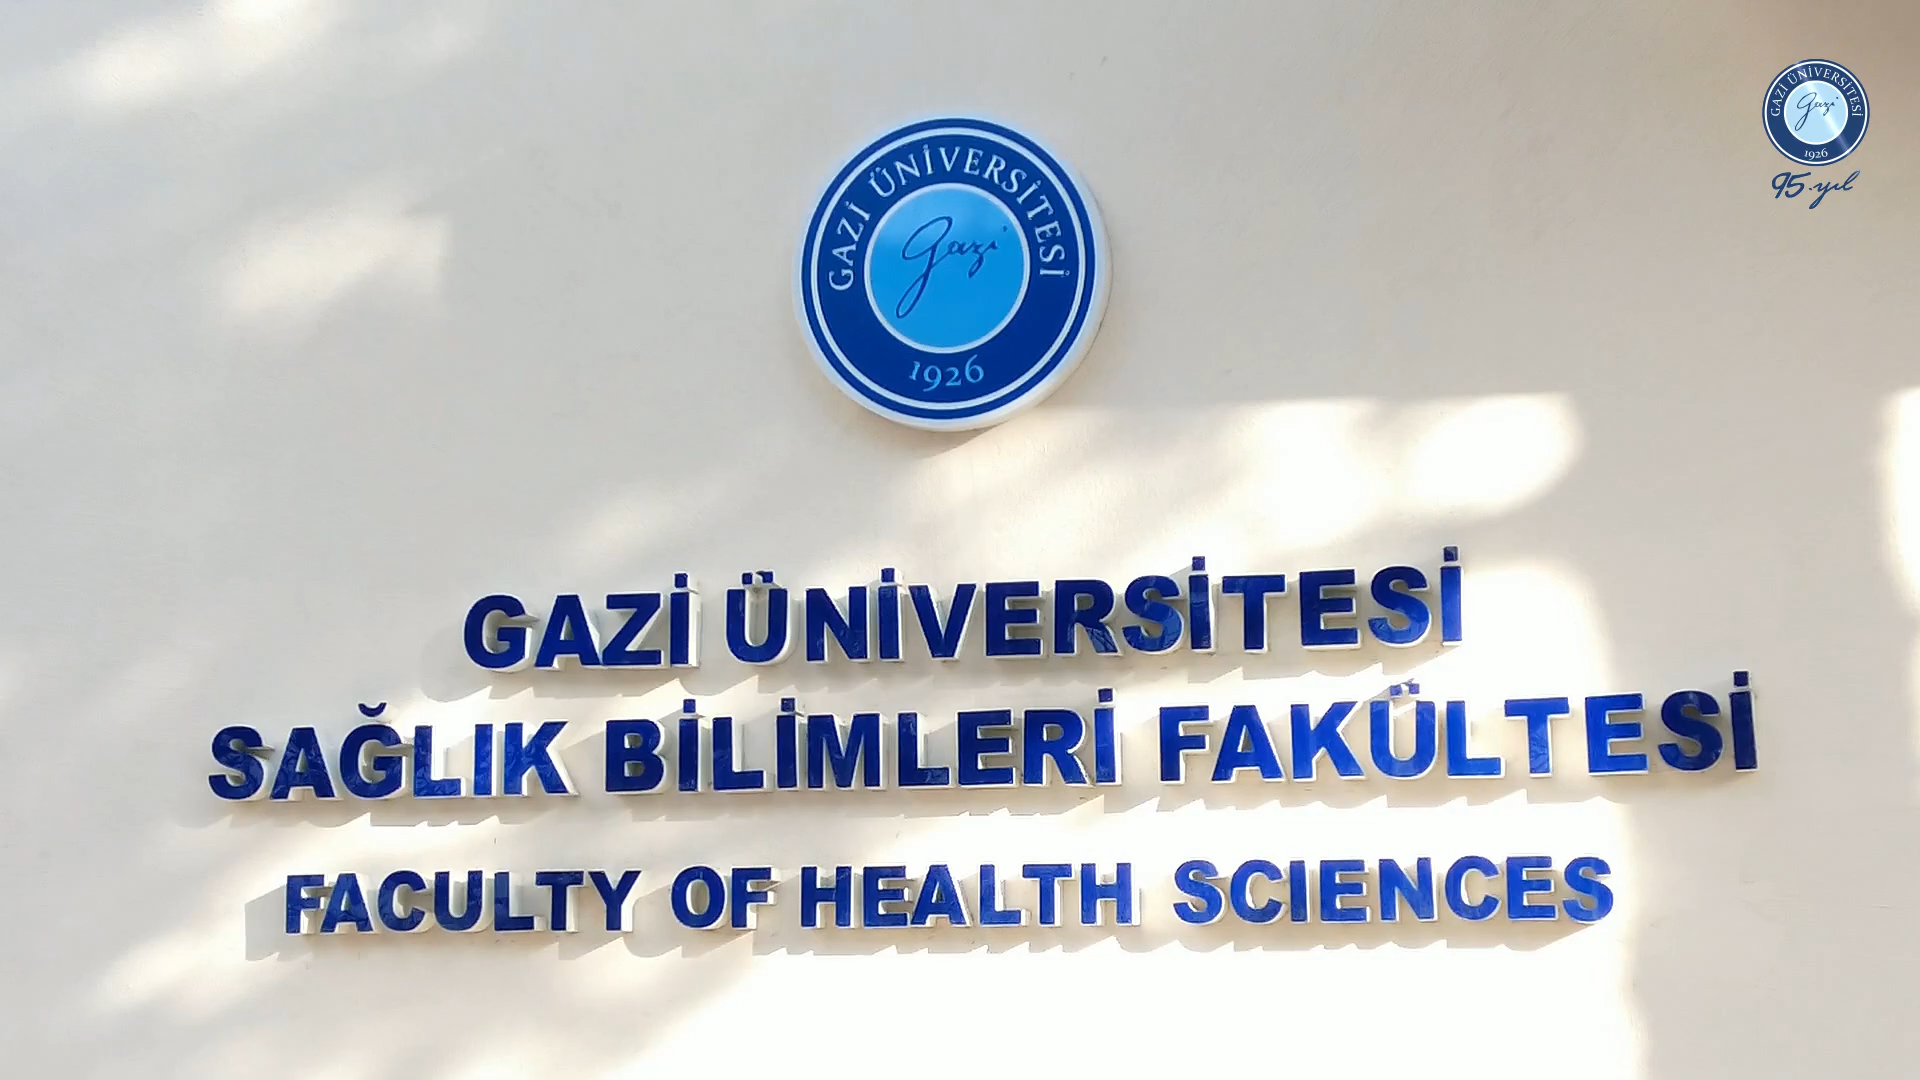 GAZİ ÜNİVERSİTESİ
gazi
1926
95.yıl
GAZİ ÜNİVERSİTESİ
gazi
1926
GAZİ ÜNİVERSİTESİ
SAĞLIK BİLİMLERİ FAKÜLTESİ
FACULTY OF HEALTH SCIENCES